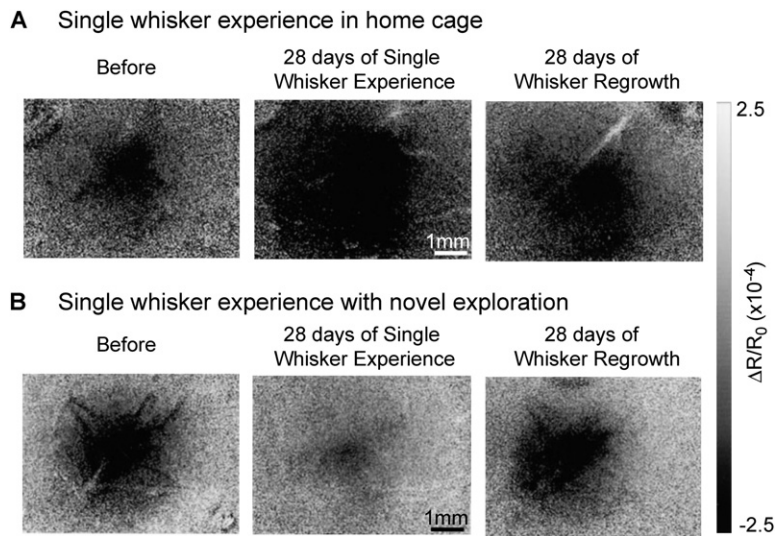 A Single whisker experience in home cage
Before
28 days of Single
Whisker Experience
28 days of
Whisker Regrowth
2.5
1mm
B Single whisker experience with novel exploration
Before
28 days of Single
Whisker Experience
28 days of
Whisker Regrowth
1mm
ΔR/R₀ (x10⁻⁴)
-2.5